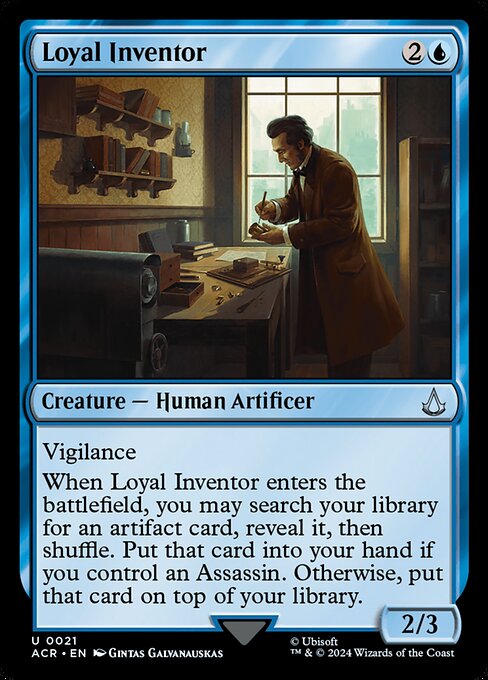 Loyal Inventor 2
Creature — Human Artificer
Vigilance
When Loyal Inventor enters the
battlefield, you may search your library
for an artifact card, reveal it, then
shuffle. Put that card into your hand if
you control an Assassin. Otherwise, put
that card on top of your library.
2/3
U 0021
ACR • EN Gintas Galvanauskas
© Ubisoft
™ & © 2024 Wizards of the Coast